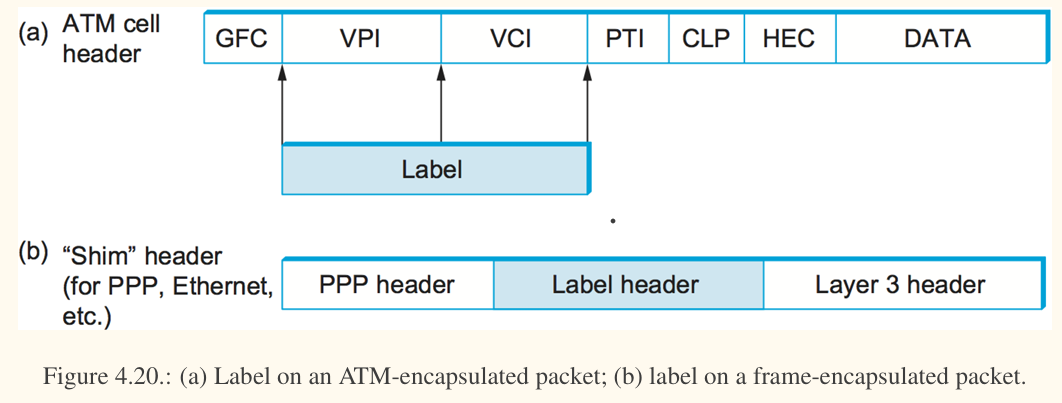 (a) ATM cell
header
GFC VPI VCI PTI CLP HEC DATA
Label
(b) “Shim” header
(for PPP, Ethernet,
etc.)
PPP header Label header Layer 3 header
Figure 4.20.: (a) Label on an ATM-encapsulated packet; (b) label on a frame-encapsulated packet.